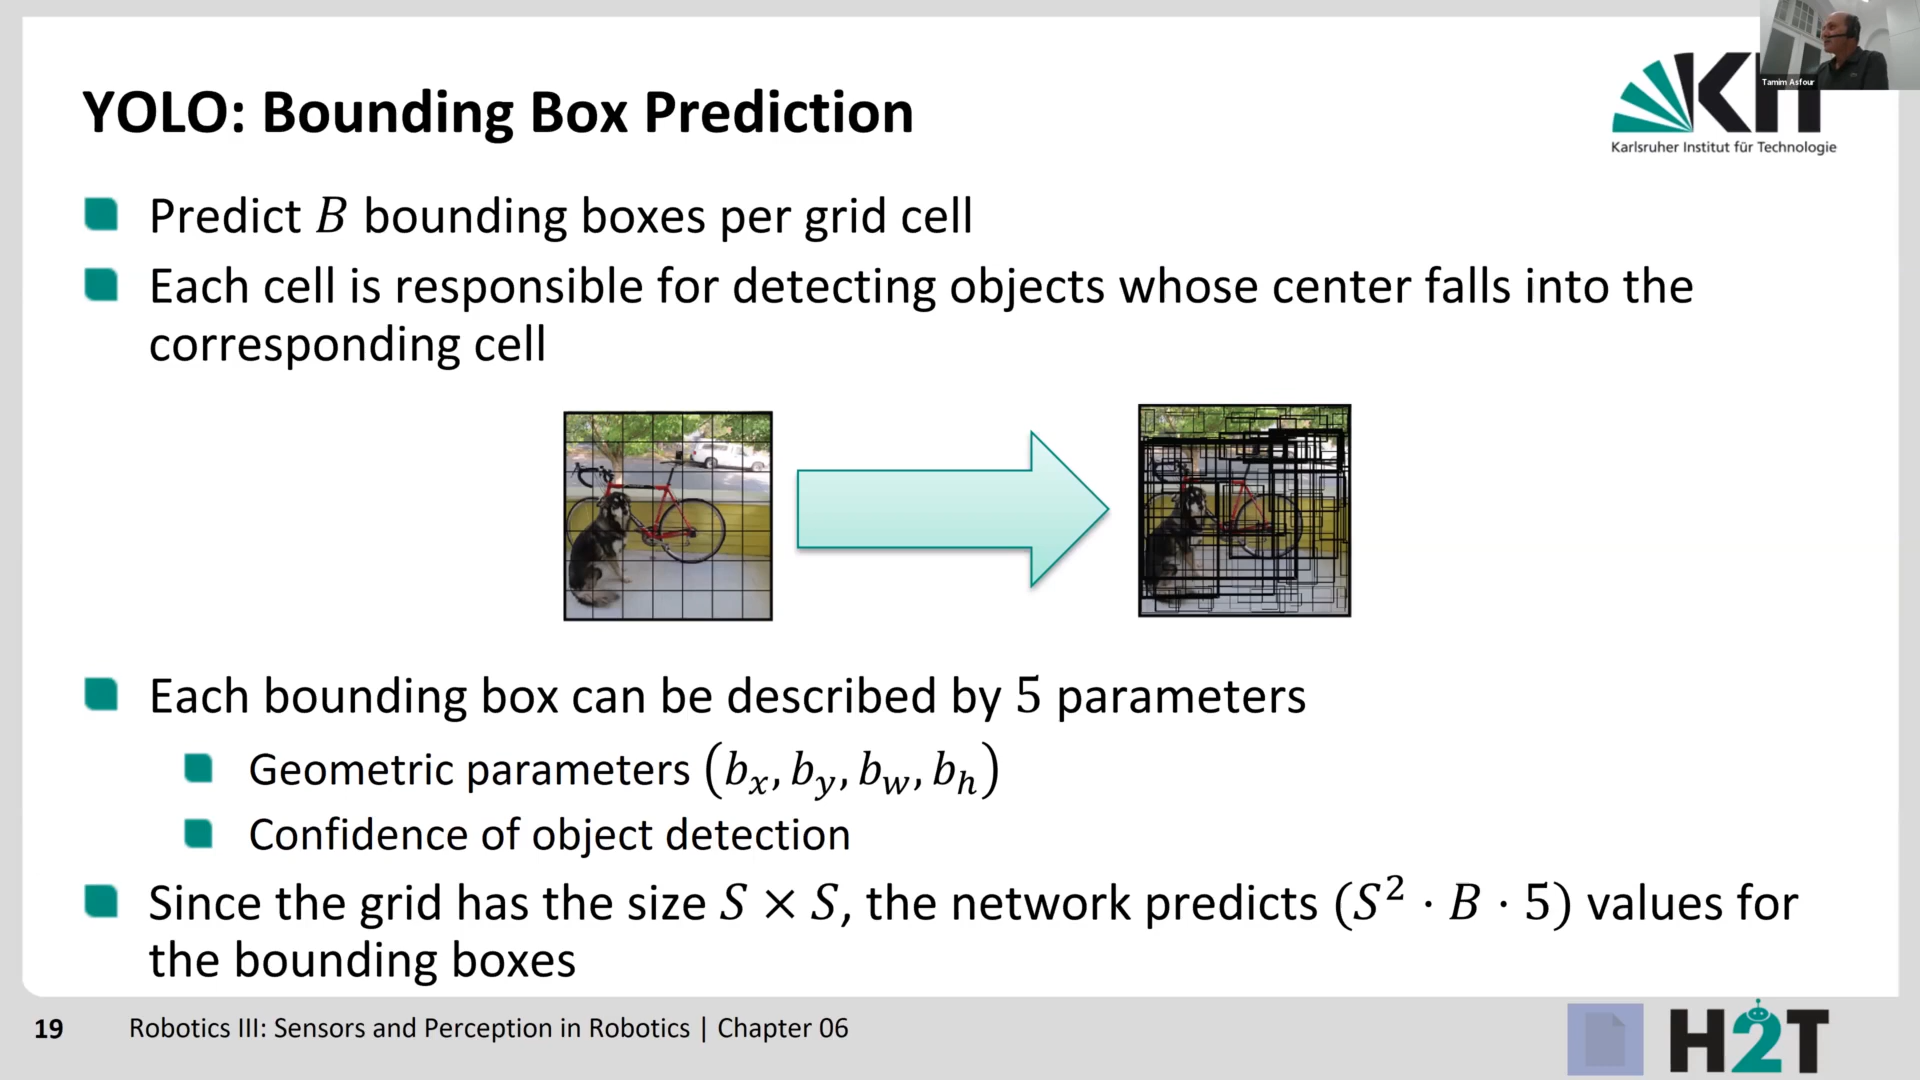 Tamim Asfour
KIT
Karlsruher Institut für Technologie
YOLO: Bounding Box Prediction
Predict B bounding boxes per grid cell
Each cell is responsible for detecting objects whose center falls into the
corresponding cell
Each bounding box can be described by 5 parameters
Geometric parameters (b_x, b_y, b_w, b_h)
Confidence of object detection
Since the grid has the size S × S, the network predicts (S² · B · 5) values for
the bounding boxes
19 Robotics III: Sensors and Perception in Robotics | Chapter 06
H2T